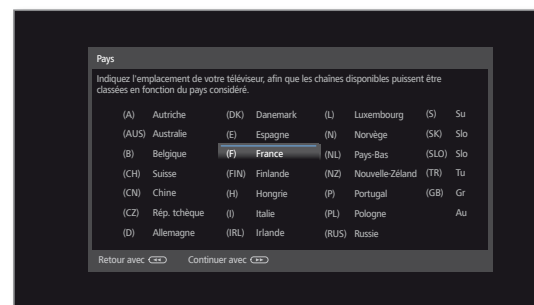 Pays
Indiquez l'emplacement de votre téléviseur, afin que les chaînes disponibles puissent être
classées en fonction du pays considéré.
(A) Autriche (DK) Danemark (L) Luxembourg (S) Su
(AUS) Australie (E) Espagne (N) Norvège (SK) Slo
(B) Belgique (F) France (NL) Pays-Bas (SLO) Slo
(CH) Suisse (FIN) Finlande (NZ) Nouvelle-Zéland (TR) Tu
(CN) Chine (H) Hongrie (P) Portugal (GB) Gr
(CZ) Rép. tchèque (I) Italie (PL) Pologne Au
(D) Allemagne (IRL) Irlande (RUS) Russie
Retour avec Continuer avec